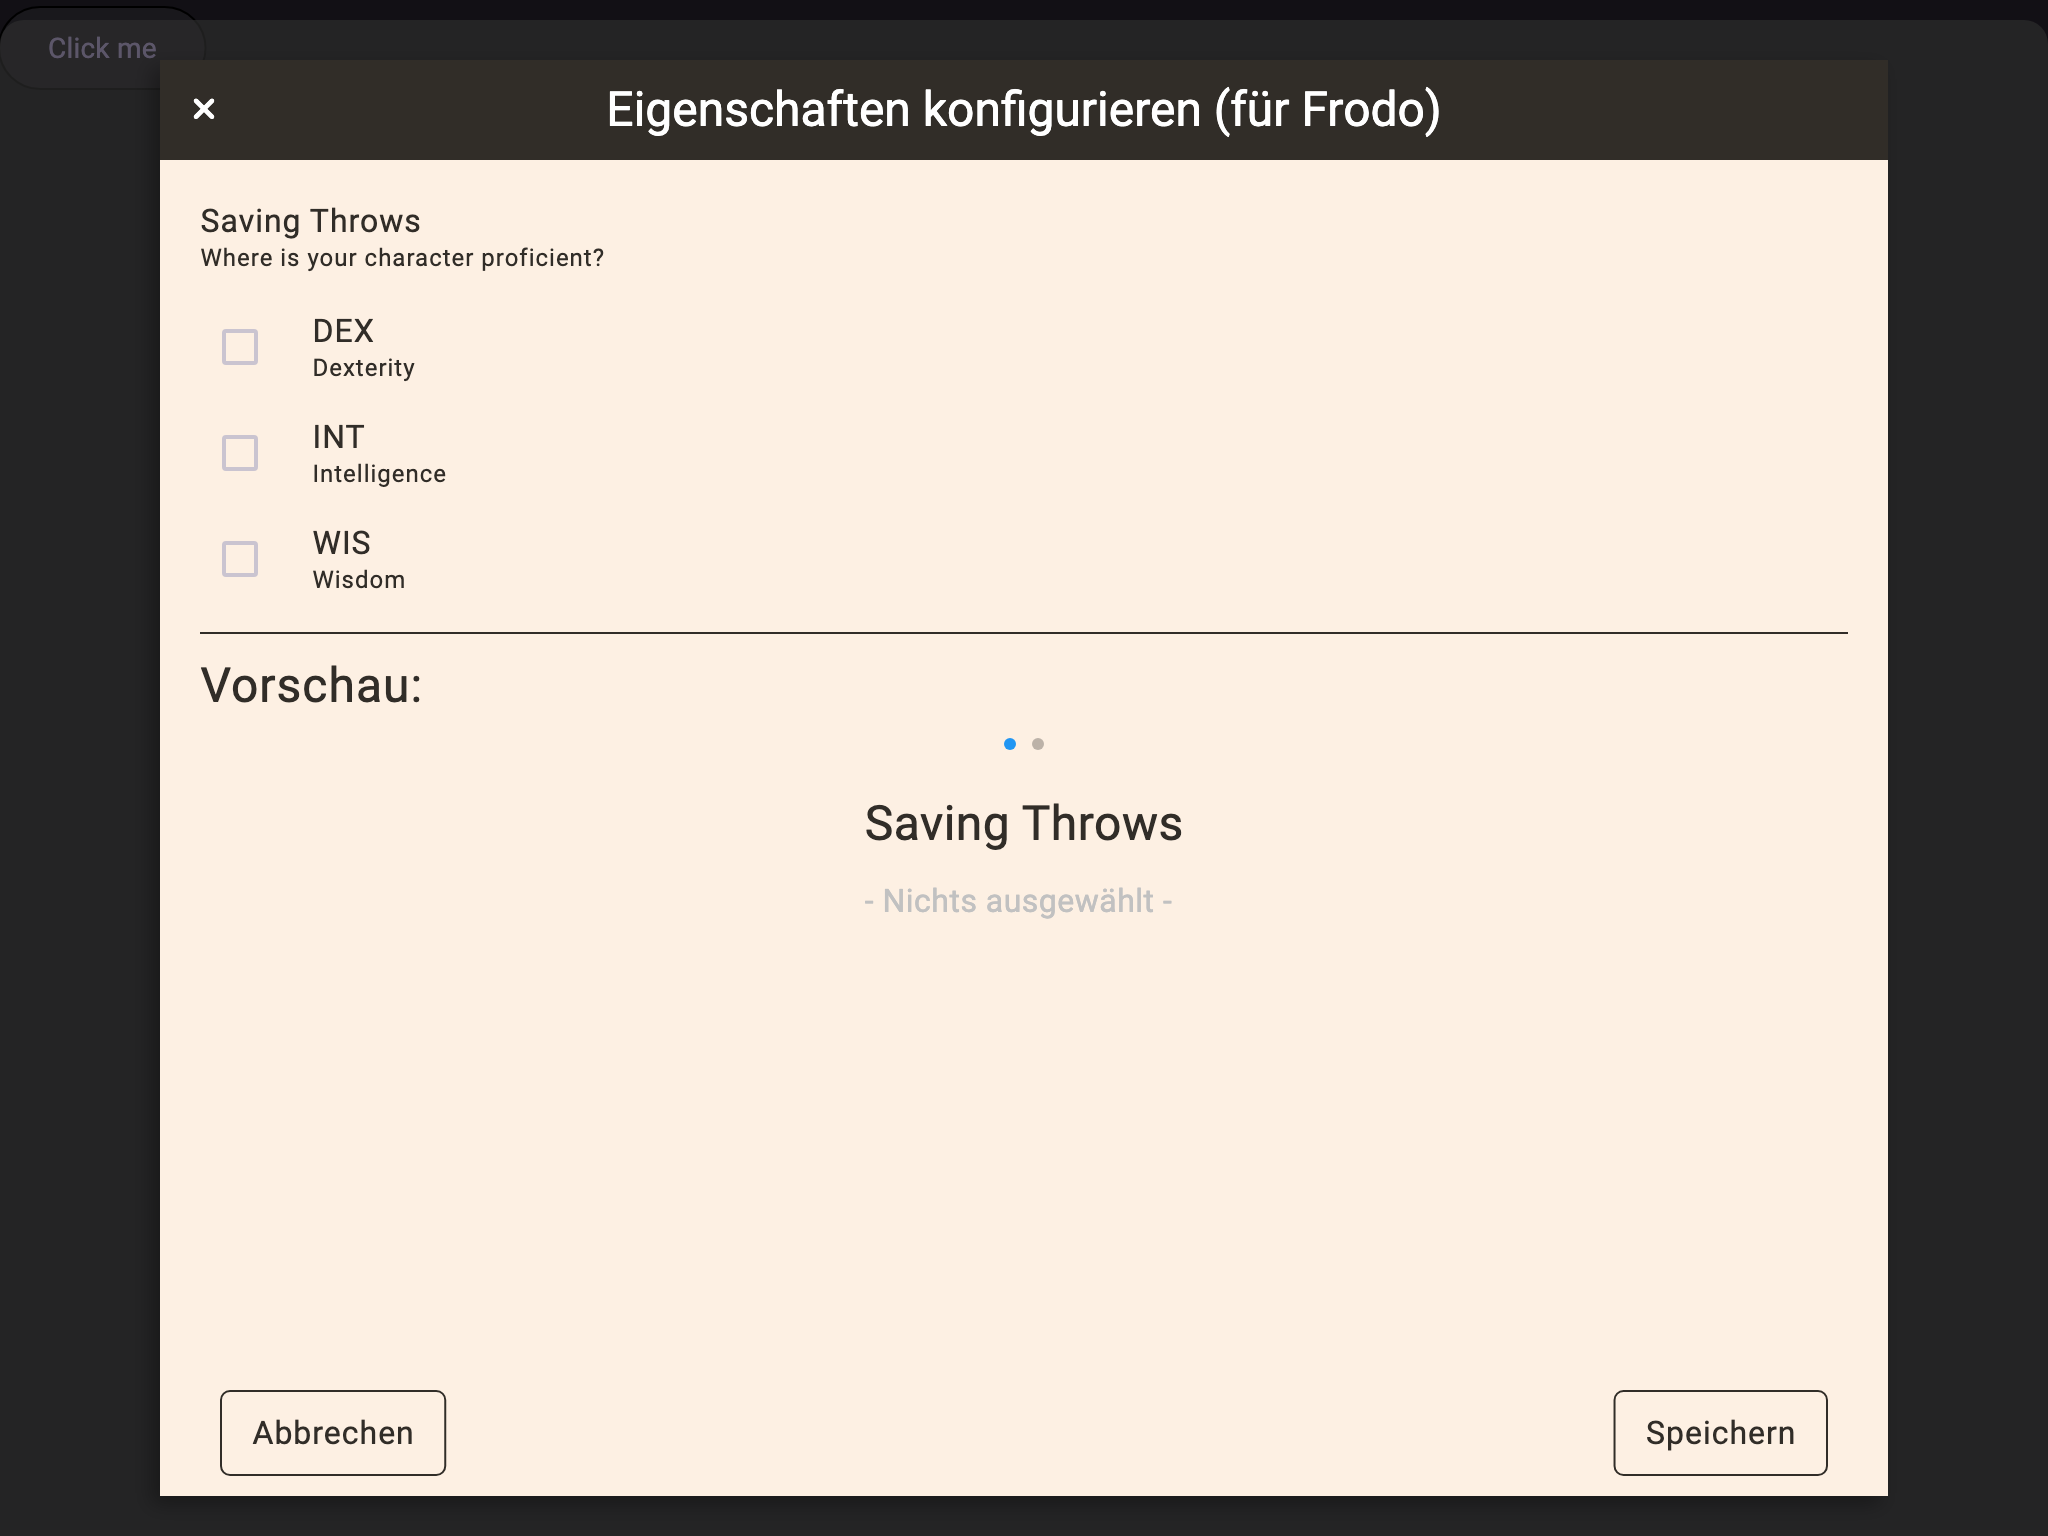 Click me
Eigenschaften konfigurieren (für Frodo)
Saving Throws
Where is your character proficient?
DEX
Dexterity
INT
Intelligence
WIS
Wisdom
Vorschau:
Saving Throws
- Nichts ausgewählt -
Abbrechen
Speichern